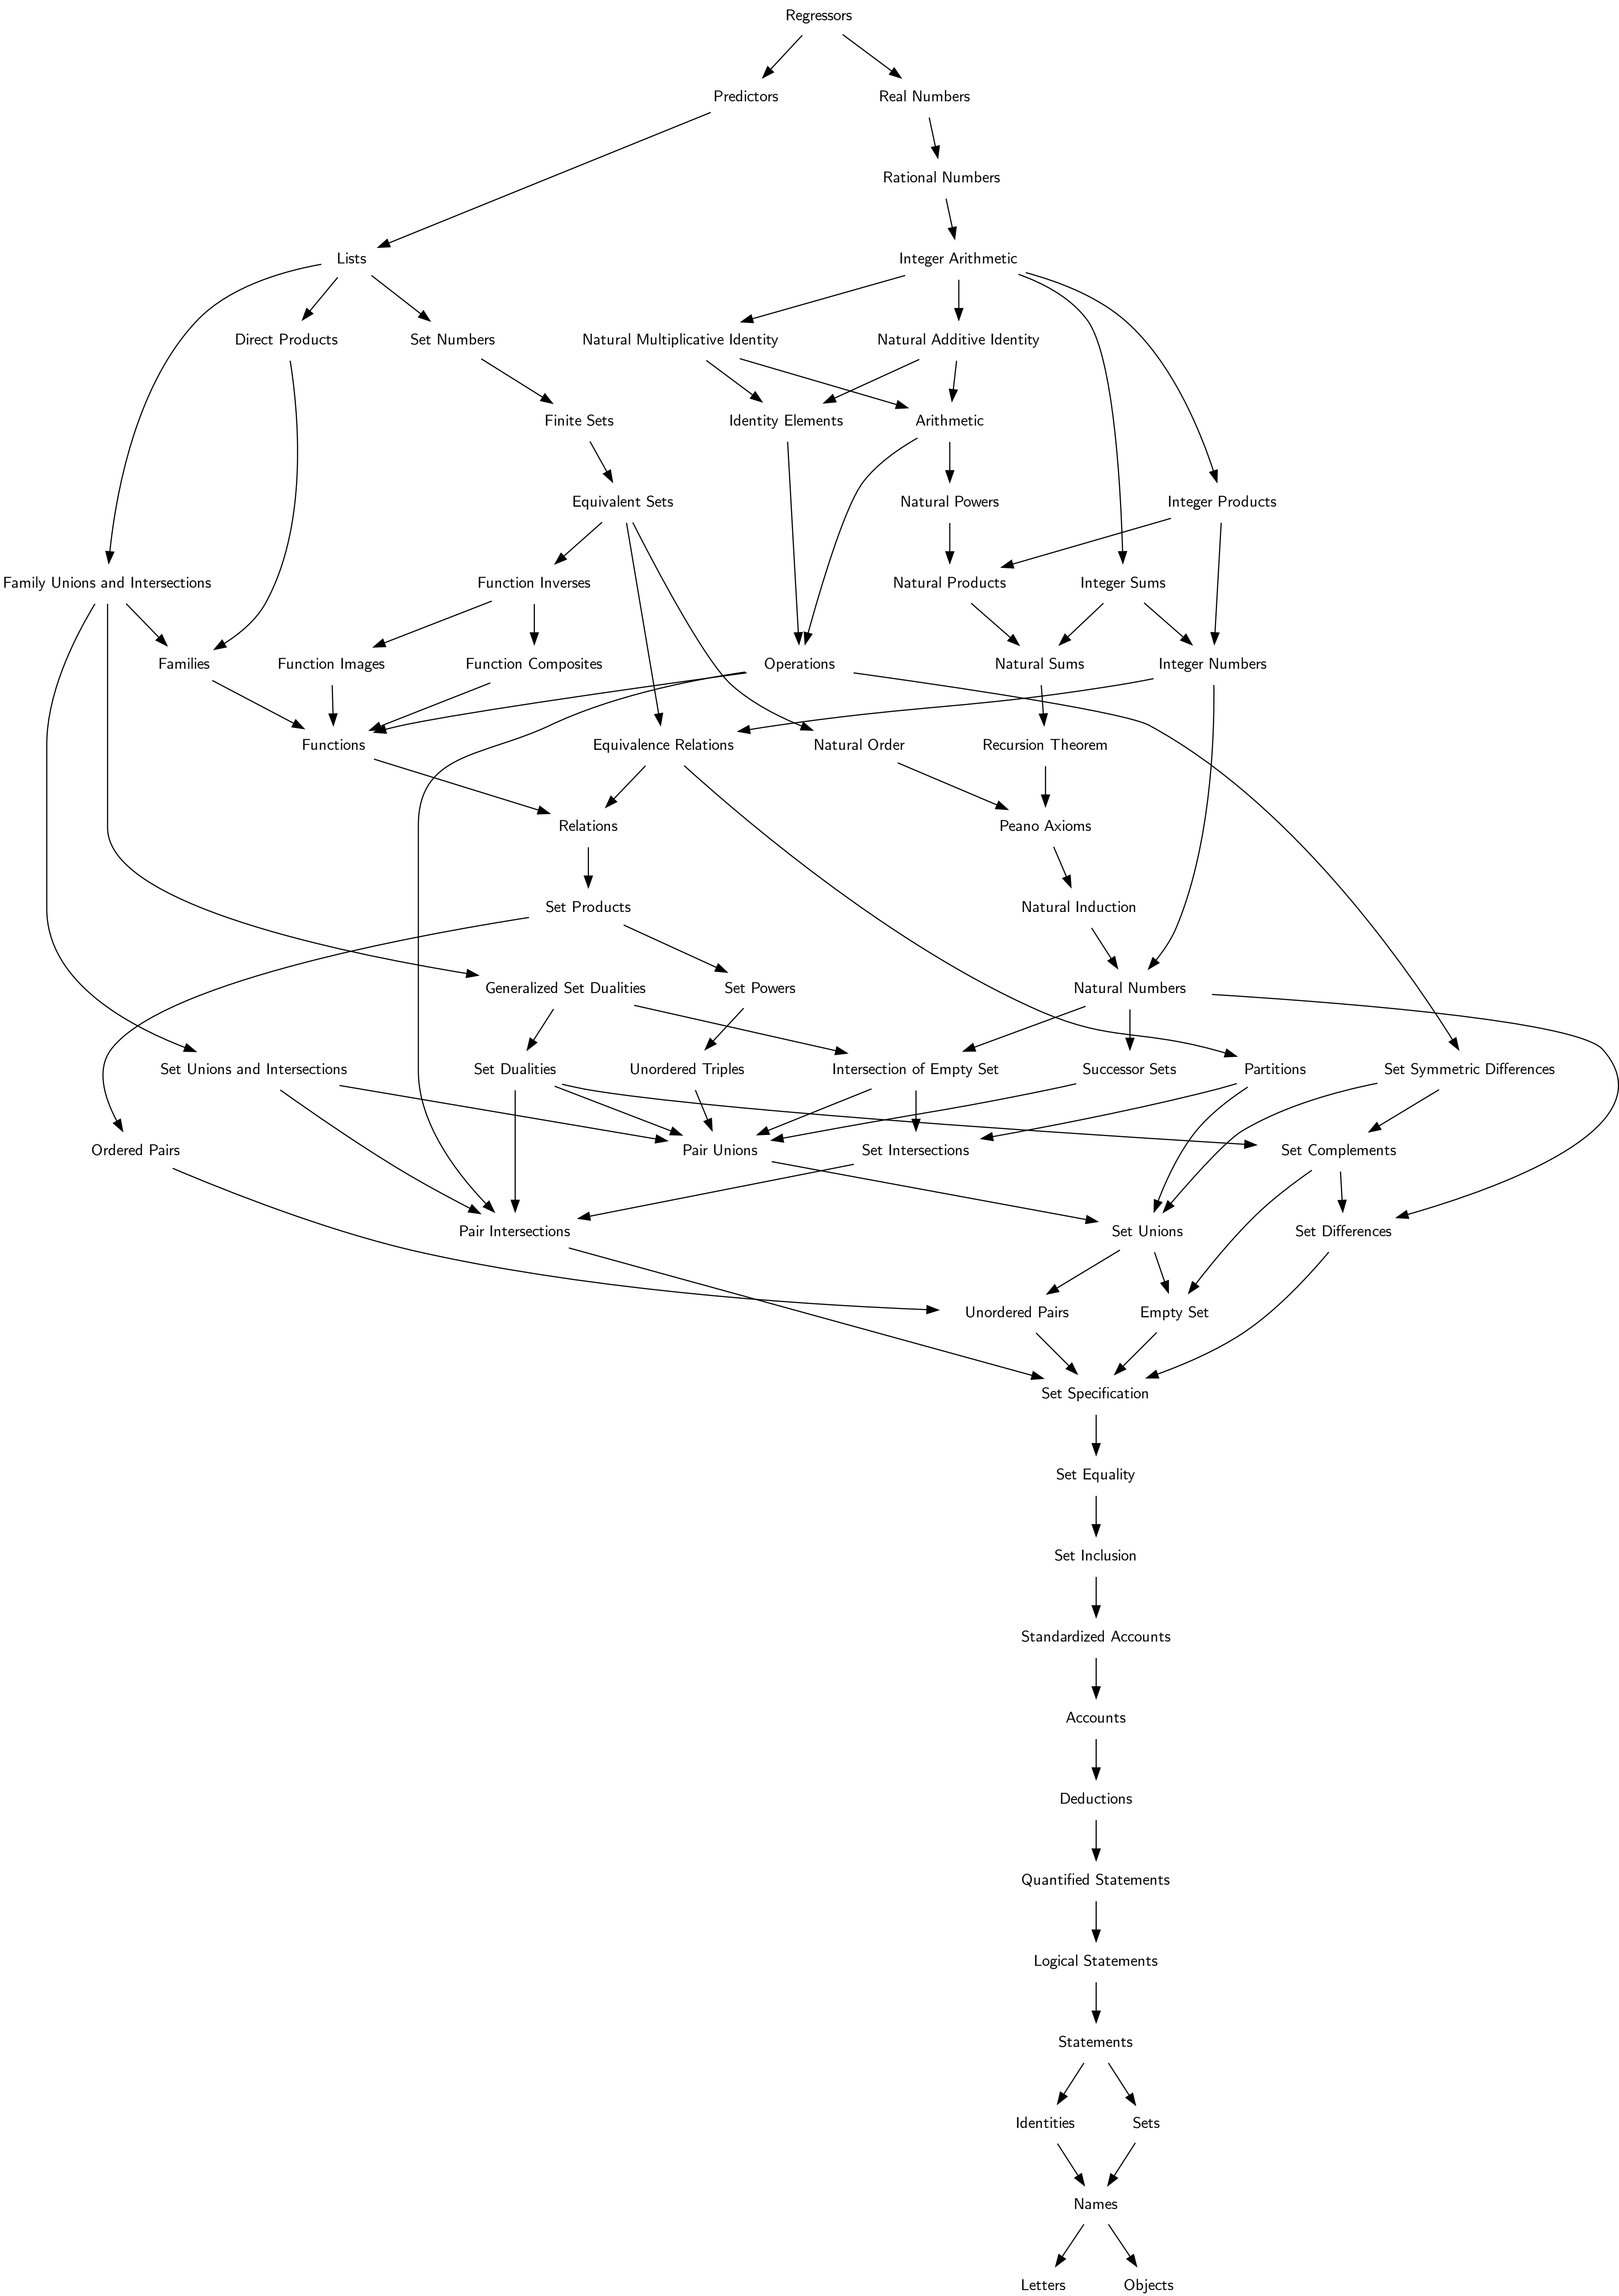 Regressors
Predictors
Real Numbers
Rational Numbers
Lists
Integer Arithmetic
Direct Products
Set Numbers
Natural Multiplicative Identity
Natural Additive Identity
Finite Sets
Identity Elements
Arithmetic
Equivalent Sets
Natural Powers
Integer Products
Family Unions and Intersections
Function Inverses
Natural Products
Integer Sums
Families
Function Images
Function Composites
Operations
Natural Sums
Integer Numbers
Functions
Equivalence Relations
Natural Order
Recursion Theorem
Relations
Peano Axioms
Set Products
Natural Induction
Generalized Set Dualities
Set Powers
Natural Numbers
Set Unions and Intersections
Set Dualities
Unordered Triples
Intersection of Empty Set
Successor Sets
Partitions
Set Symmetric Differences
Ordered Pairs
Pair Unions
Set Intersections
Set Complements
Pair Intersections
Set Unions
Set Differences
Unordered Pairs
Empty Set
Set Specification
Set Equality
Set Inclusion
Standardized Accounts
Accounts
Deductions
Quantified Statements
Logical Statements
Statements
Identities
Sets
Names
Letters
Objects